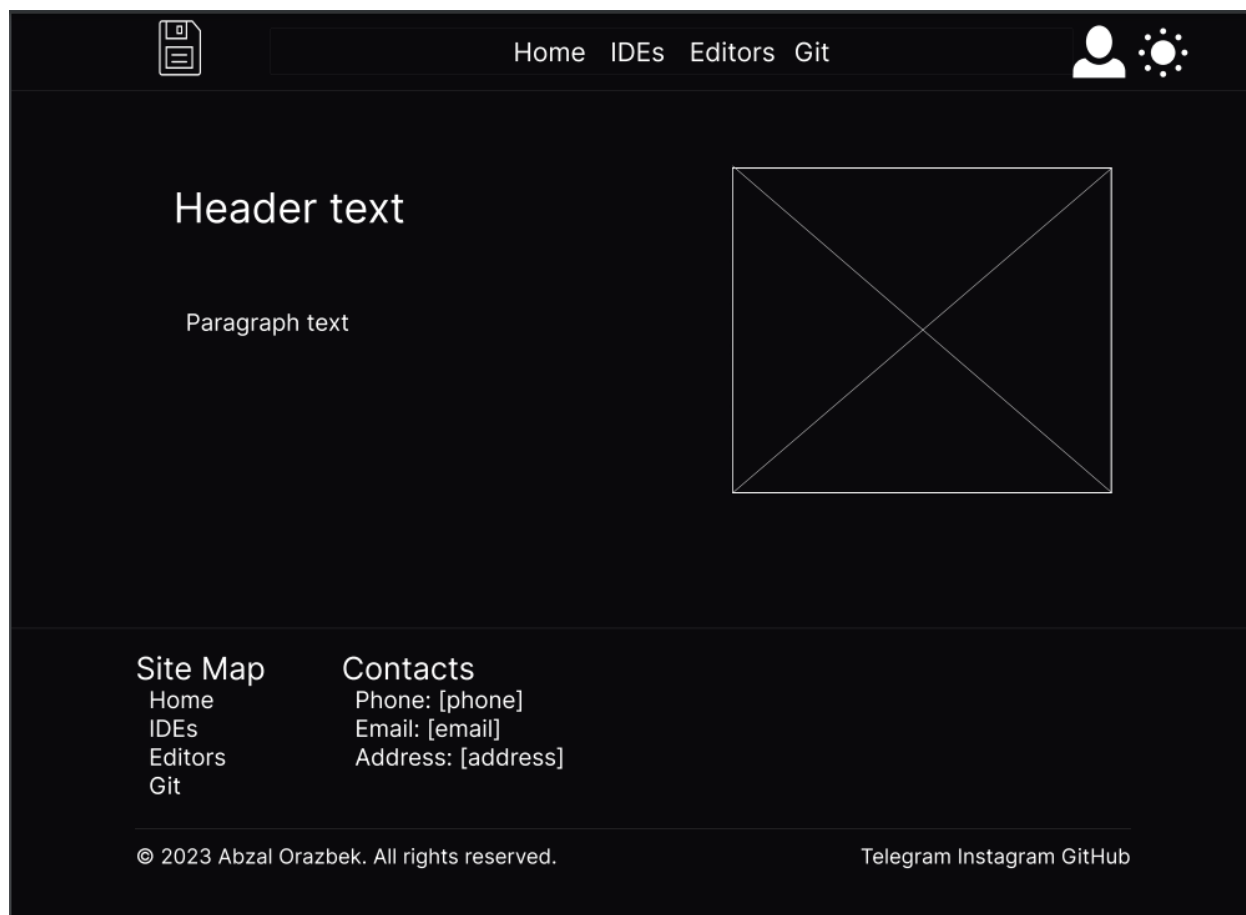 Home IDEs Editors Git
Header text
Paragraph text
Site Map
Home
IDEs
Editors
Git
Contacts
Phone: [phone]
Email: [email]
Address: [address]
© 2023 Abzal Orazbek. All rights reserved.
Telegram Instagram GitHub